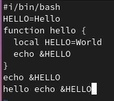 #!/bin/bash
HELLO=Hello
function hello {
  local HELLO=World
  echo &HELLO
}
echo &HELLO
hello echo &HELLO